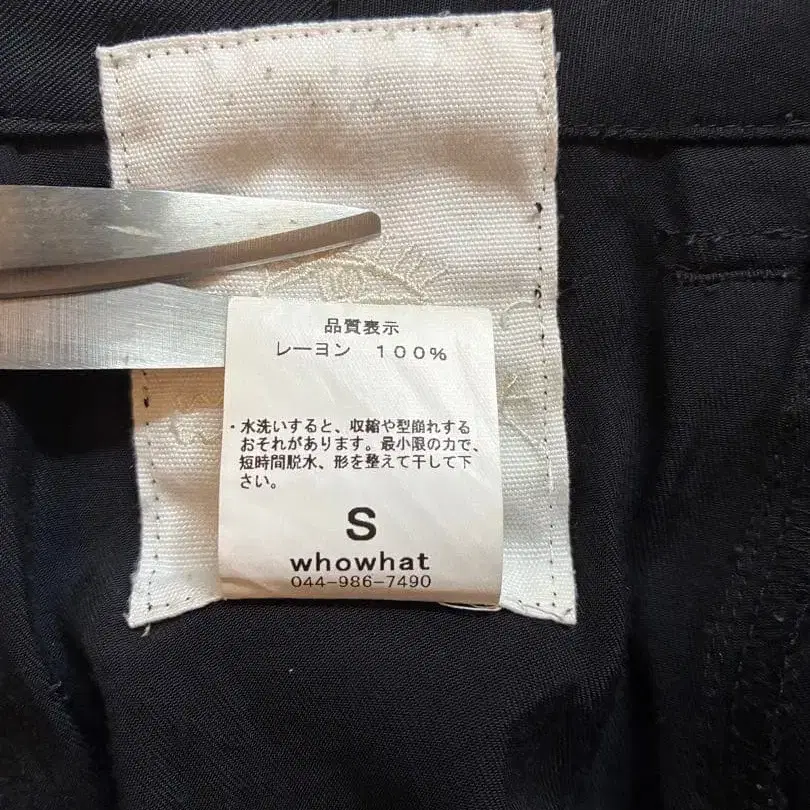 品質表示
レーヨン 100%
・水洗いすると、収縮や型崩れする
おそれがあります。最小限の力で、
短時間脱水、形を整えて干して下
さい。
S
whowhat
044-986-7490